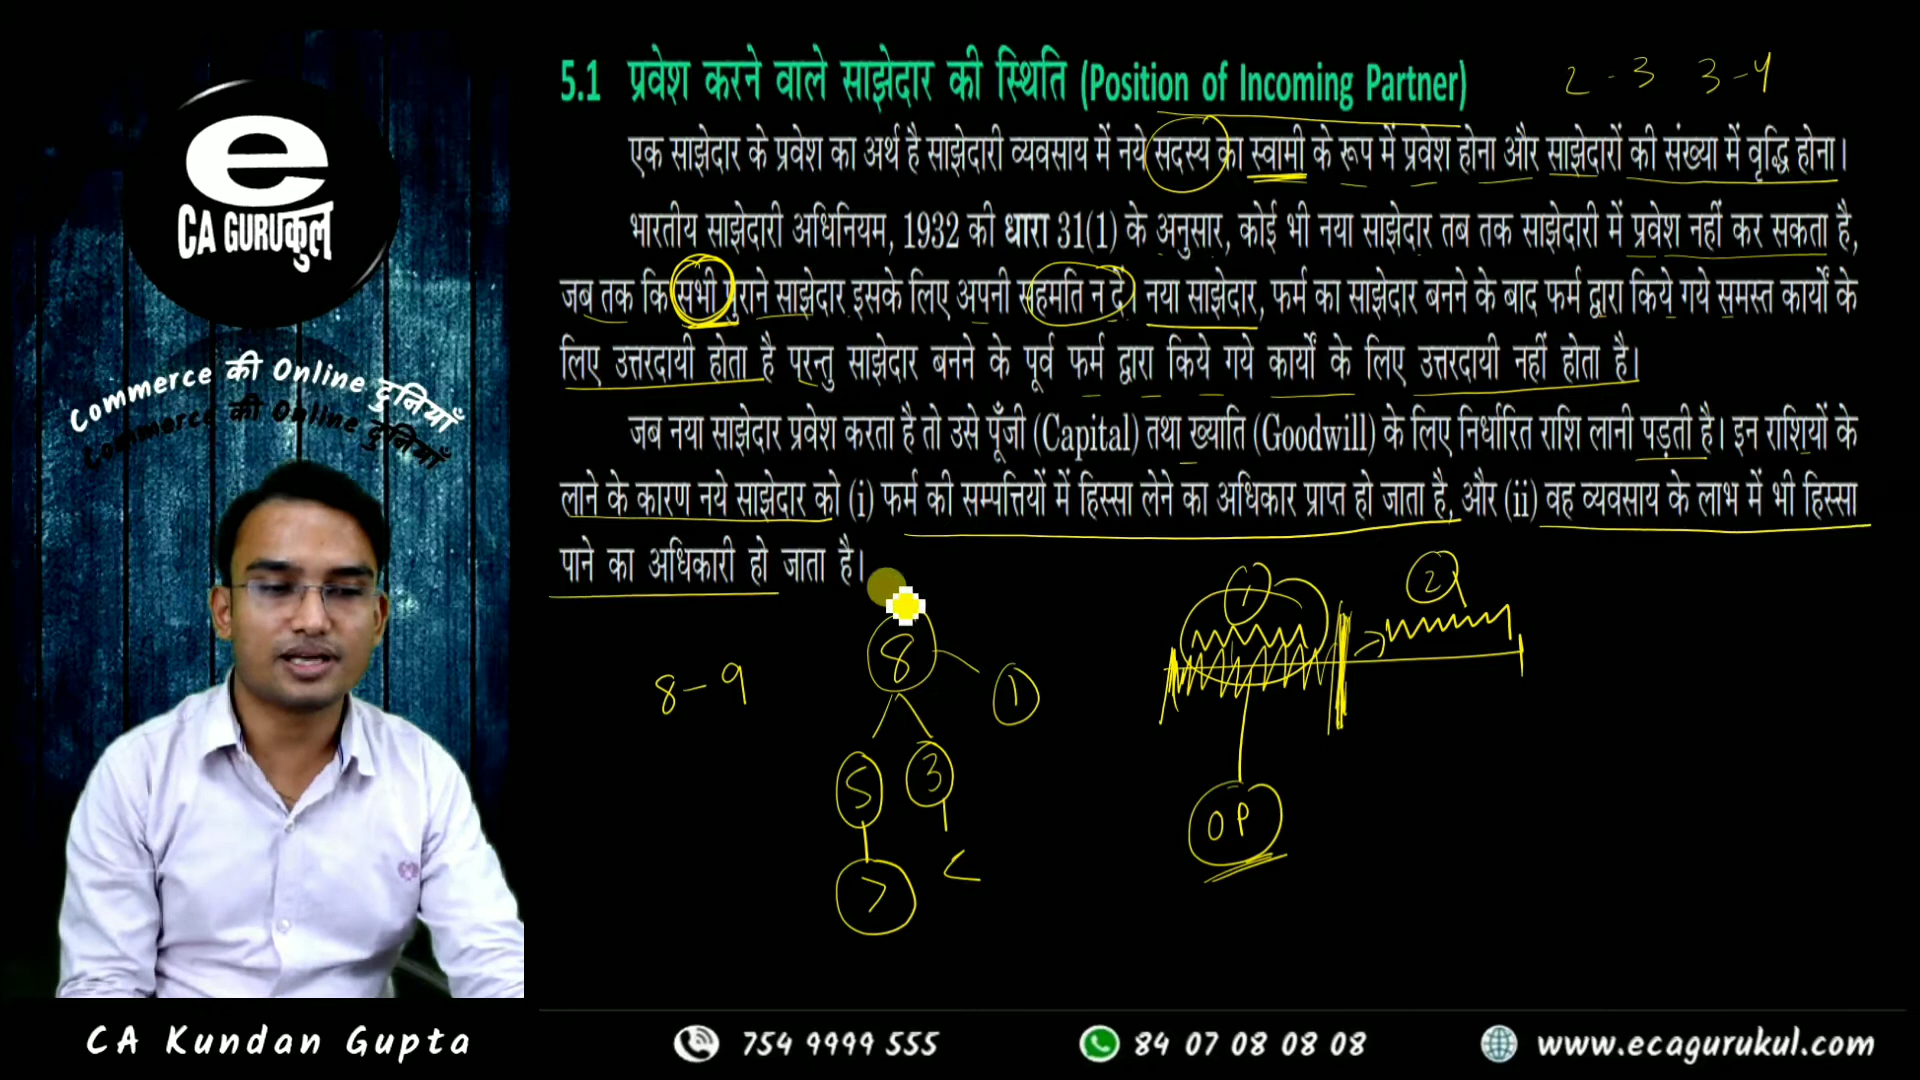 e
CA GURUकुल
Commerce की Online दुनियाँ
5.1 प्रवेश करने वाले साझेदार की स्थिति (Position of Incoming Partner)
2-3 3-4
एक साझेदार के प्रवेश का अर्थ है साझेदारी व्यवसाय में नये सदस्य का स्वामी के रूप में प्रवेश होना और साझेदारों की संख्या में वृद्धि होना।
भारतीय साझेदारी अधिनियम, 1932 की धारा 31(1) के अनुसार, कोई भी नया साझेदार तब तक साझेदारी में प्रवेश नहीं कर सकता है,
जब तक कि सभी पुराने साझेदार इसके लिए अपनी सहमति न दें। नया साझेदार, फर्म का साझेदार बनने के बाद फर्म द्वारा किये गये समस्त कार्यों के
लिए उत्तरदायी होता है परन्तु साझेदार बनने के पूर्व फर्म द्वारा किये गये कार्यों के लिए उत्तरदायी नहीं होता है।
जब नया साझेदार प्रवेश करता है तो उसे पूँजी (Capital) तथा ख्याति (Goodwill) के लिए निर्धारित राशि लानी पड़ती है। इन राशियों के
लाने के कारण नये साझेदार को (i) फर्म की सम्पत्तियों में हिस्सा लेने का अधिकार प्राप्त हो जाता है, और (ii) वह व्यवसाय के लाभ में भी हिस्सा
पाने का अधिकारी हो जाता है।
1 2
8-9 8 1
5 3
> <
OP
CA Kundan Gupta 754 9999 555 84 07 08 08 08 www.ecagurukul.com